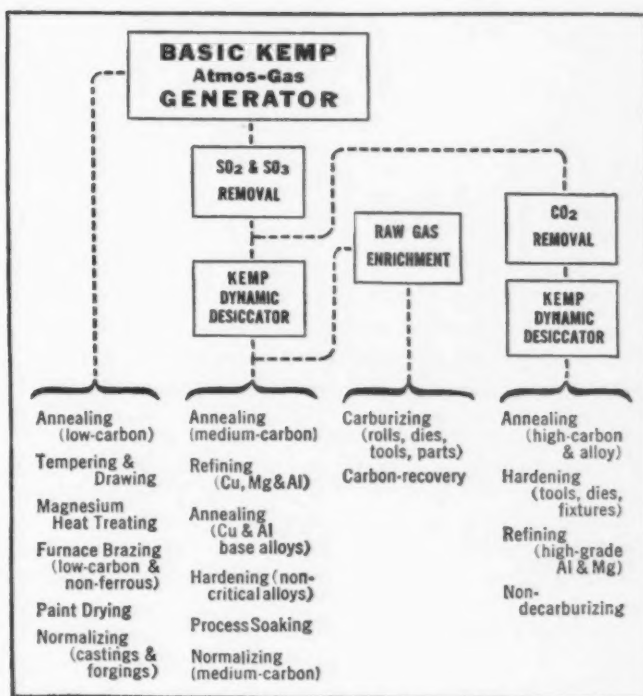 BASIC KEMP
Atmos-Gas
GENERATOR
SO2 & SO3
REMOVAL
KEMP
DYNAMIC
DESICCATOR
RAW GAS
ENRICHMENT
CO2
REMOVAL
KEMP
DYNAMIC
DESICCATOR
Annealing
(low-carbon)
Tempering &
Drawing
Magnesium
Heat Treating
Furnace Brazing
(low-carbon &
non-ferrous)
Paint Drying
Normalizing
(castings &
forgings)
Annealing
(medium-carbon)
Refining
(Cu, Mg & Al)
Annealing
(Cu & Al
base alloys)
Hardening (non-
critical alloys)
Process Soaking
Normalizing
(medium-carbon)
Carburizing
(rolls, dies,
tools, parts)
Carbon-recovery
Annealing
(high-carbon
& alloy)
Hardening
(tools, dies,
fixtures)
Refining
(high-grade
Al & Mg)
Non-
decarburizing